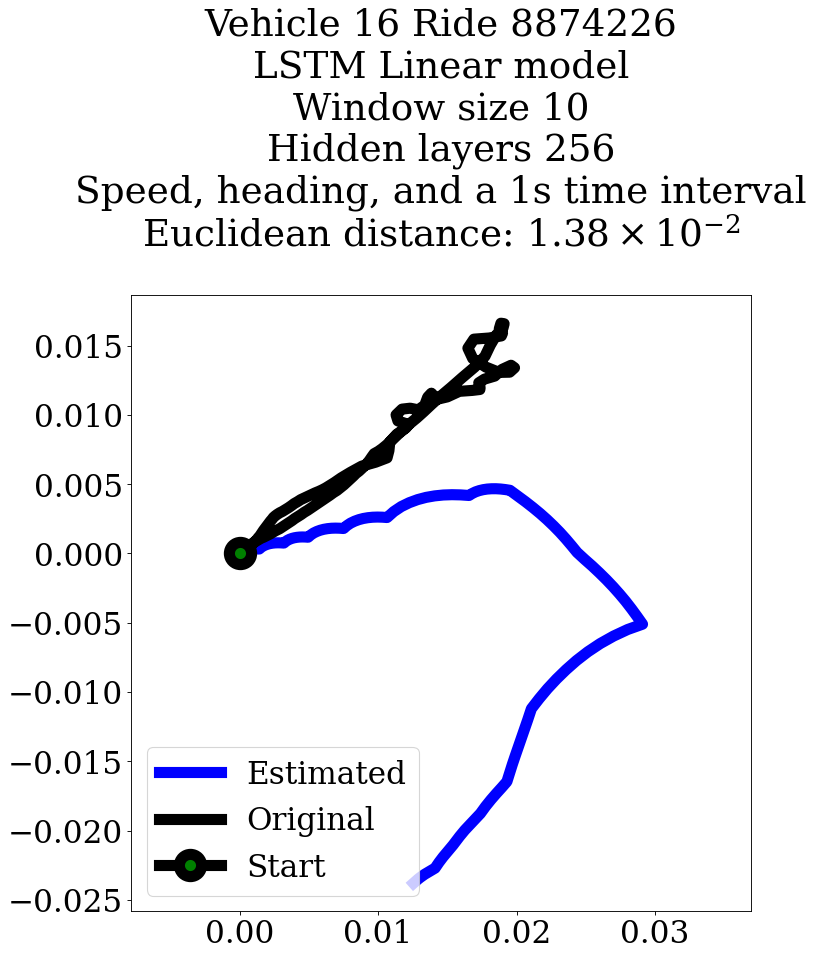 Vehicle 16 Ride 8874226
LSTM Linear model
Window size 10
Hidden layers 256
Speed, heading, and a 1s time interval
Euclidean distance: 1.38 × 10⁻²
0.015
0.010
0.005
0.000
−0.005
−0.010
−0.015
−0.020
−0.025
Estimated
Original
Start
0.00 0.01 0.02 0.03